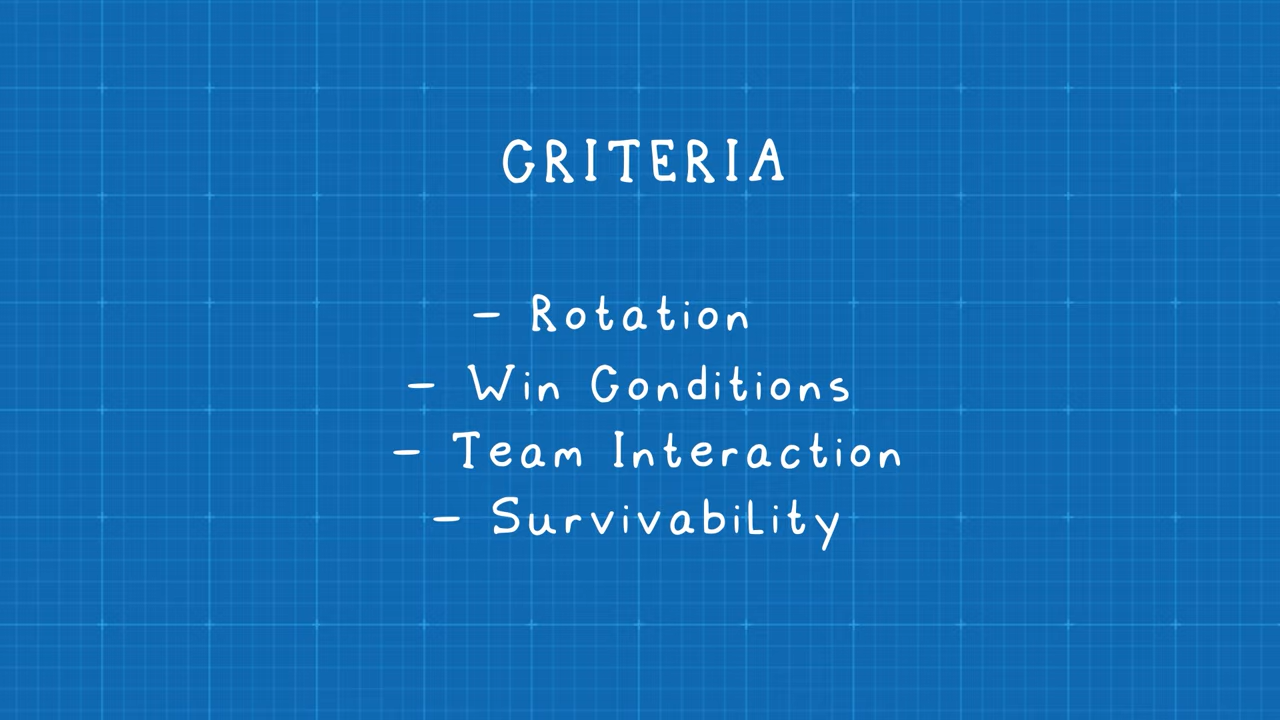 CRITERIA
- Rotation
- Win Conditions
- Team Interaction
- Survivability